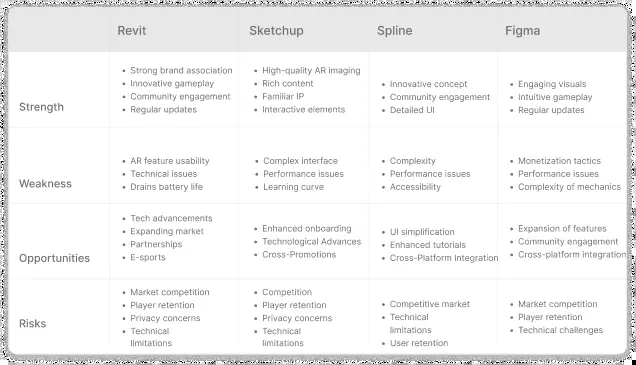 Revit Sketchup Spline Figma
Strength
• Strong brand association
• Innovative gameplay
• Community engagement
• Regular updates
• High-quality AR imaging
• Rich content
• Familiar IP
• Interactive elements
• Innovative concept
• Community engagement
• Detailed UI
• Engaging visuals
• Intuitive gameplay
• Regular updates
Weakness
• AR feature usability
• Technical issues
• Drains battery life
• Complex interface
• Performance issues
• Learning curve
• Complexity
• Performance issues
• Accessibility
• Monetization tactics
• Performance issues
• Complexity of mechanics
Opportunities
• Tech advancements
• Expanding market
• Partnerships
• E-sports
• Enhanced onboarding
• Technological Advances
• Cross-Promotions
• UI simplification
• Enhanced tutorials
• Cross-Platform Integration
• Expansion of features
• Community engagement
• Cross-platform integration
Risks
• Market competition
• Player retention
• Privacy concerns
• Technical
limitations
• Competition
• Player retention
• Privacy concerns
• Technical
limitations
• Competitive market
• Technical
limitations
• User retention
• Market competition
• Player retention
• Technical challenges